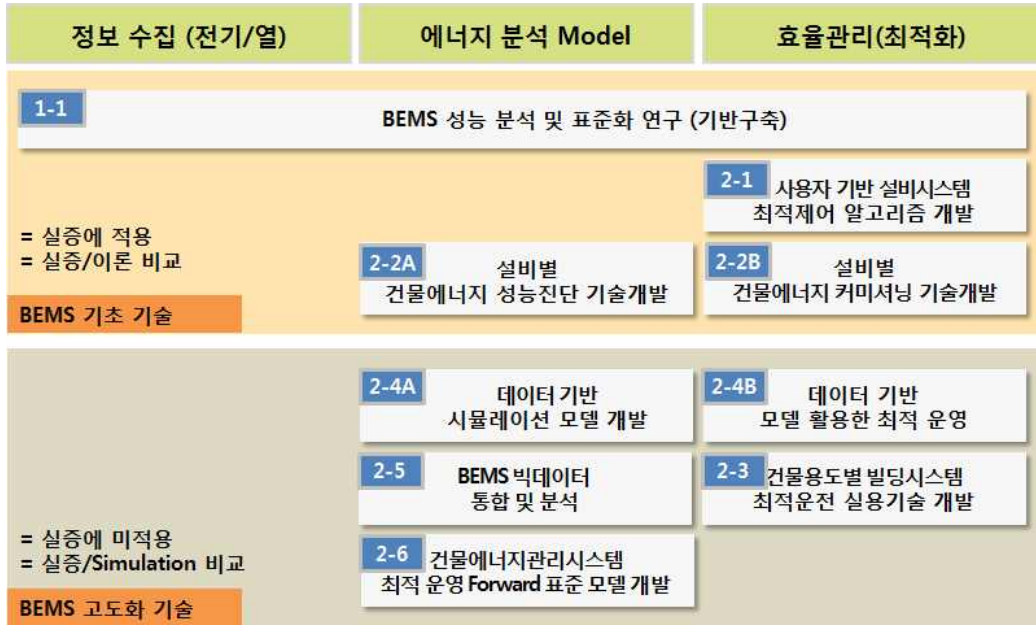 정보 수집 (전기/열)
에너지 분석 Model
효율관리(최적화)
1-1
BEMS 성능 분석 및 표준화 연구 (기반구축)
2-1
사용자 기반 설비시스템
최적제어 알고리즘 개발
= 실증에 적용
= 실증/이론 비교
2-2A
설비별
건물에너지 성능진단 기술개발
2-2B
설비별
건물에너지 커미셔닝 기술개발
BEMS 기초 기술
2-4A
데이터 기반
시뮬레이션 모델 개발
2-4B
데이터 기반
모델 활용한 최적 운영
2-5
BEMS 빅데이터
통합 및 분석
2-3
건물용도별 빌딩시스템
최적운전 실용기술 개발
= 실증에 미적용
= 실증/Simulation 비교
2-6
건물에너지관리시스템
최적 운영 Forward 표준 모델 개발
BEMS 고도화 기술